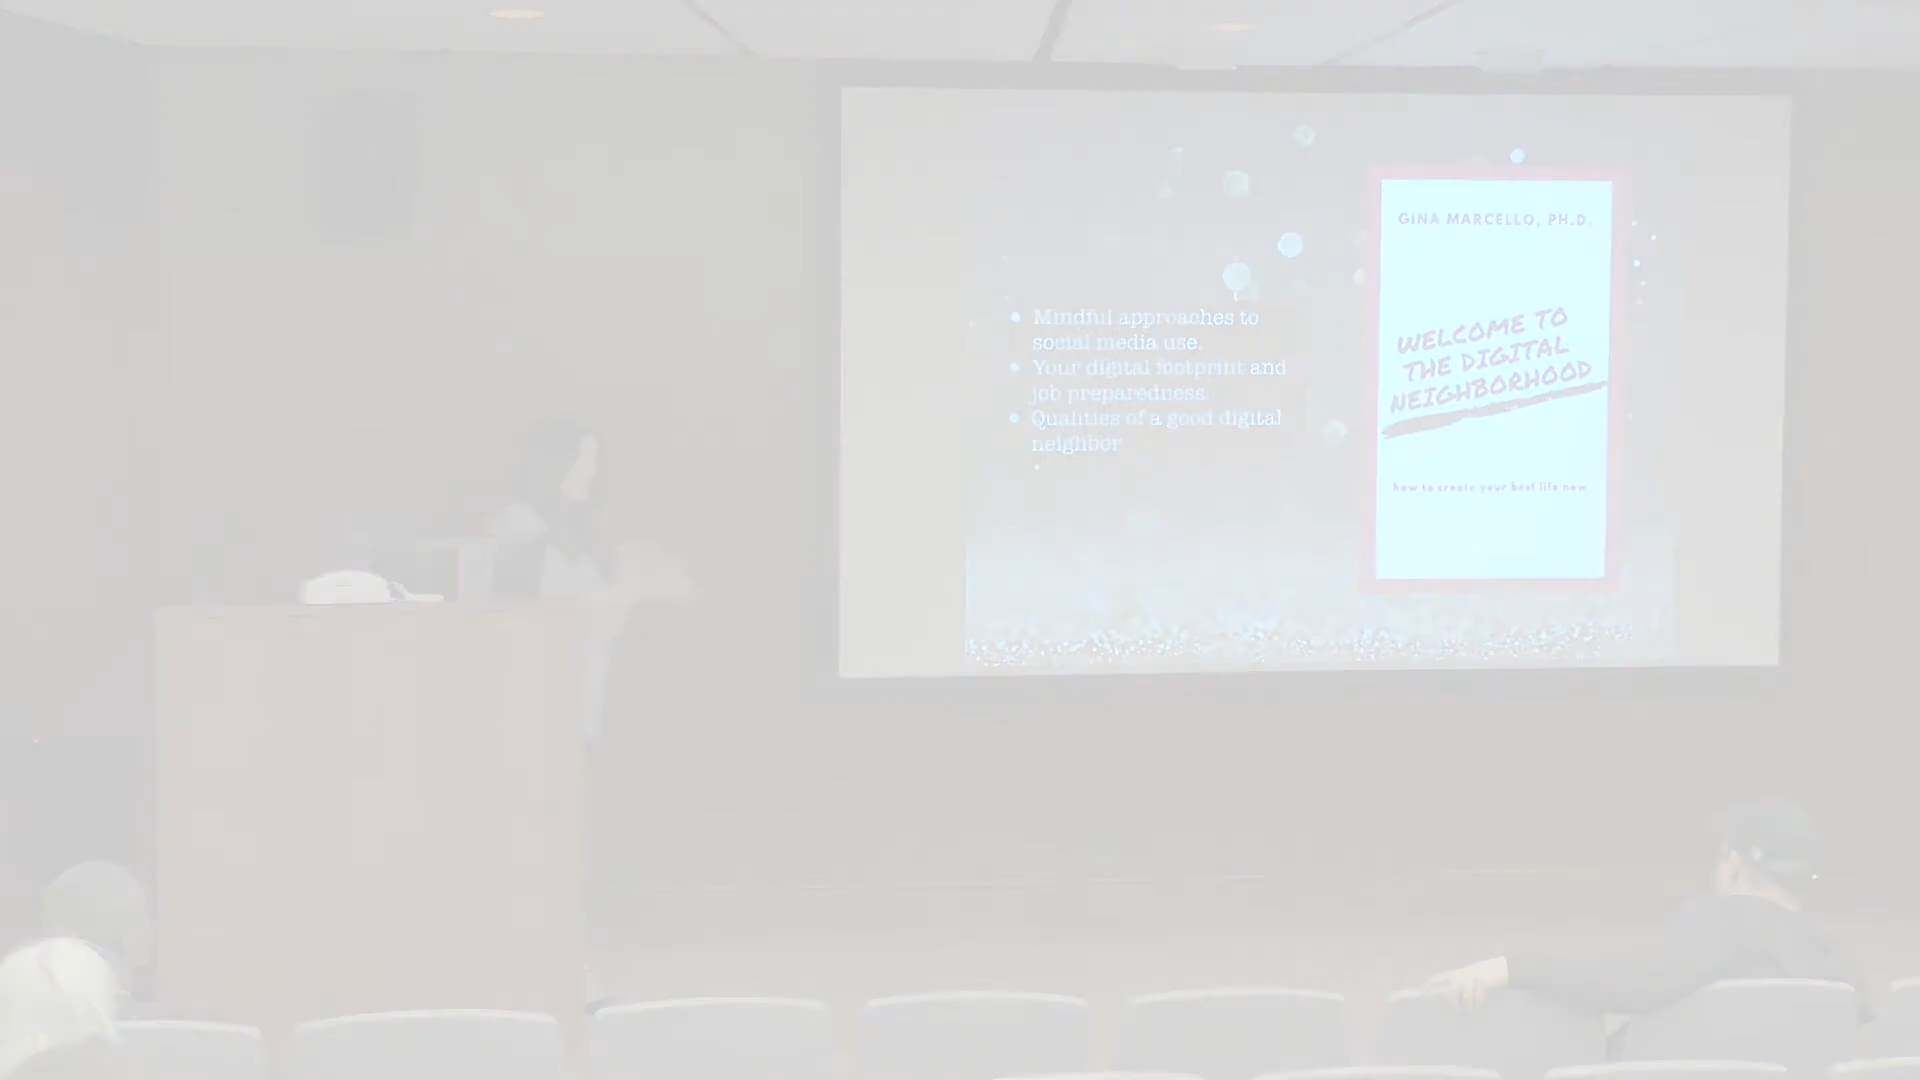 Mindful approaches to
social media use.
Your digital footprint and
job preparedness.
Qualities of a good digital
neighbor
GINA MARCELLO, PH.D.
WELCOME TO
THE DIGITAL
NEIGHBORHOOD
how to create your best life now